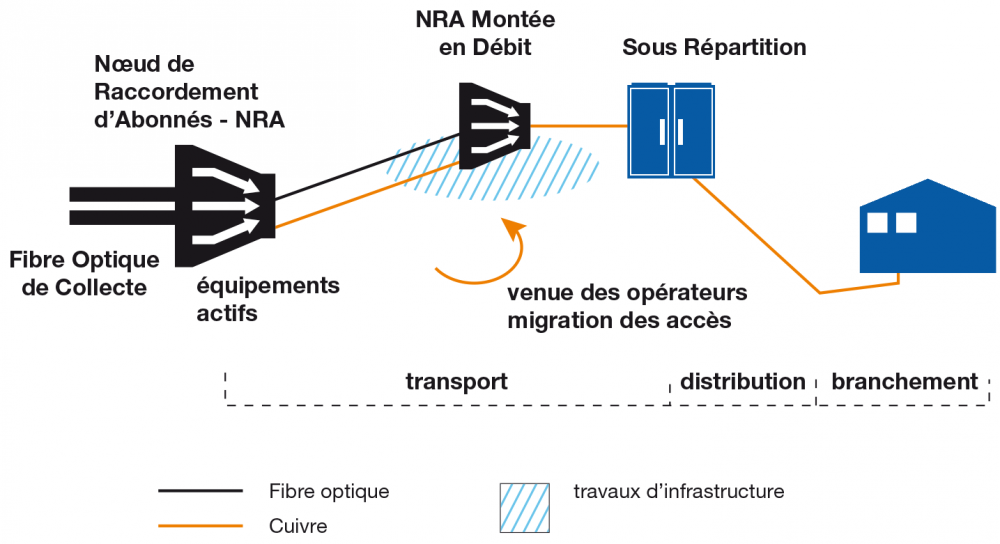 NRA Montée
en Débit
Sous Répartition
Nœud de
Raccordement
d'Abonnés - NRA
Fibre Optique
de Collecte
équipements
actifs
venue des opérateurs
migration des accès
transport
distribution
branchement
Fibre optique
Cuivre
travaux d'infrastructure